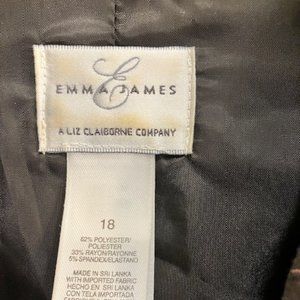 E
EMMA JAMES
A LIZ CLAIBORNE COMPANY
18
62% POLYESTER/
POLIESTER
33% RAYON/RAYONNE
5% SPANDEX/ELASTANO
MADE IN SRI LANKA
WITH IMPORTED FABRIC
HECHO EN SRI LANKA
CON TELA IMPORTADA